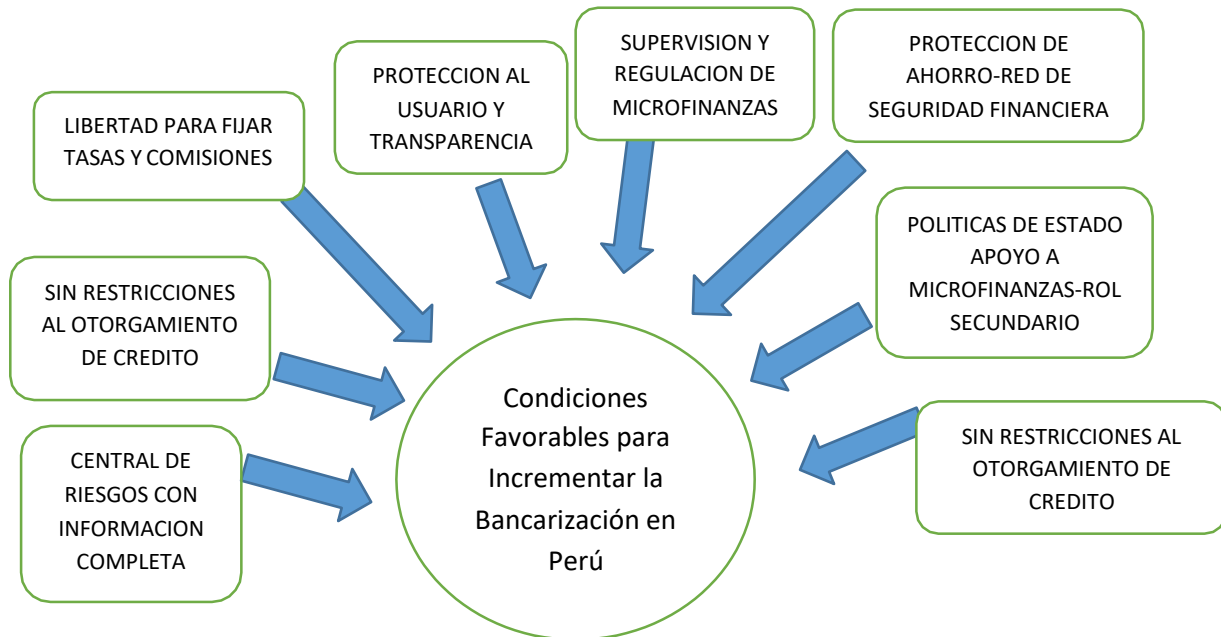 SUPERVISION Y
REGULACION DE
MICROFINANZAS
PROTECCION DE
AHORRO-RED DE
SEGURIDAD FINANCIERA
PROTECCION AL
USUARIO Y
TRANSPARENCIA
LIBERTAD PARA FIJAR
TASAS Y COMISIONES
POLITICAS DE ESTADO
APOYO A
MICROFINANZAS-ROL
SECUNDARIO
SIN RESTRICCIONES
AL OTORGAMIENTO
DE CREDITO
Condiciones
Favorables para
Incrementar la
Bancarización en
Perú
SIN RESTRICCIONES AL
OTORGAMIENTO DE
CREDITO
CENTRAL DE
RIESGOS CON
INFORMACION
COMPLETA